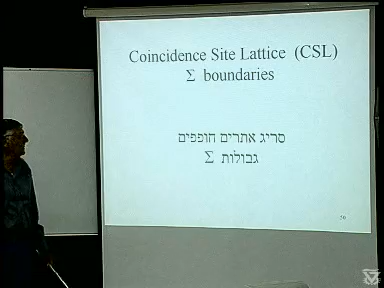 Coincidence Site Lattice (CSL)
Σ boundaries
סריג אתרים חופפים
גבולות Σ